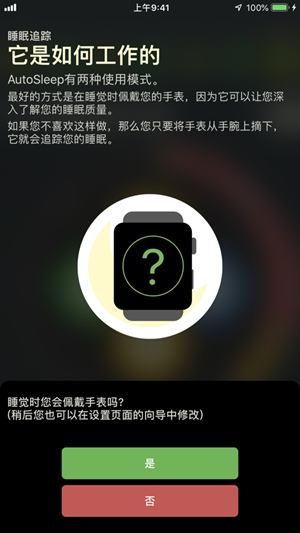 上午9:41
100%
睡眠追踪
它是如何工作的
AutoSleep有两种使用模式。
最好的方式是在睡觉时佩戴您的手表，因为它可以让您深
入了解您的睡眠质量。
如果您不喜欢这样做，那么您只要将手表从手腕上摘下，
它就会追踪您的睡眠。
?
睡觉时您会佩戴手表吗?
(稍后您也可以在设置页面的向导中修改)
是
否